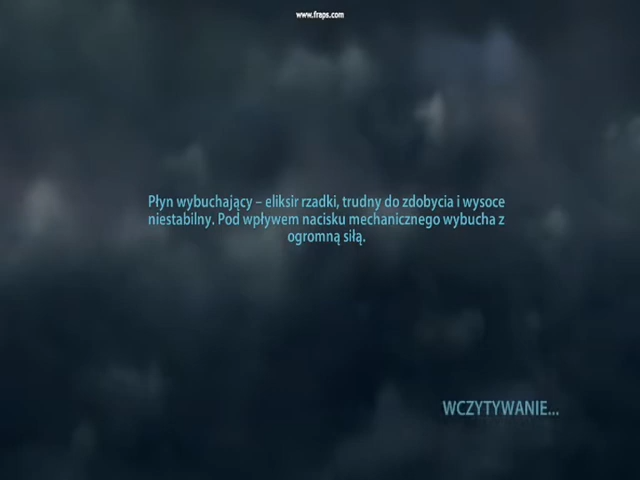 www.fraps.com
Płyn wybuchający – eliksir rzadki, trudny do zdobycia i wysoce
niestabilny. Pod wpływem nacisku mechanicznego wybucha z
ogromną siłą.
WCZYTYWANIE...